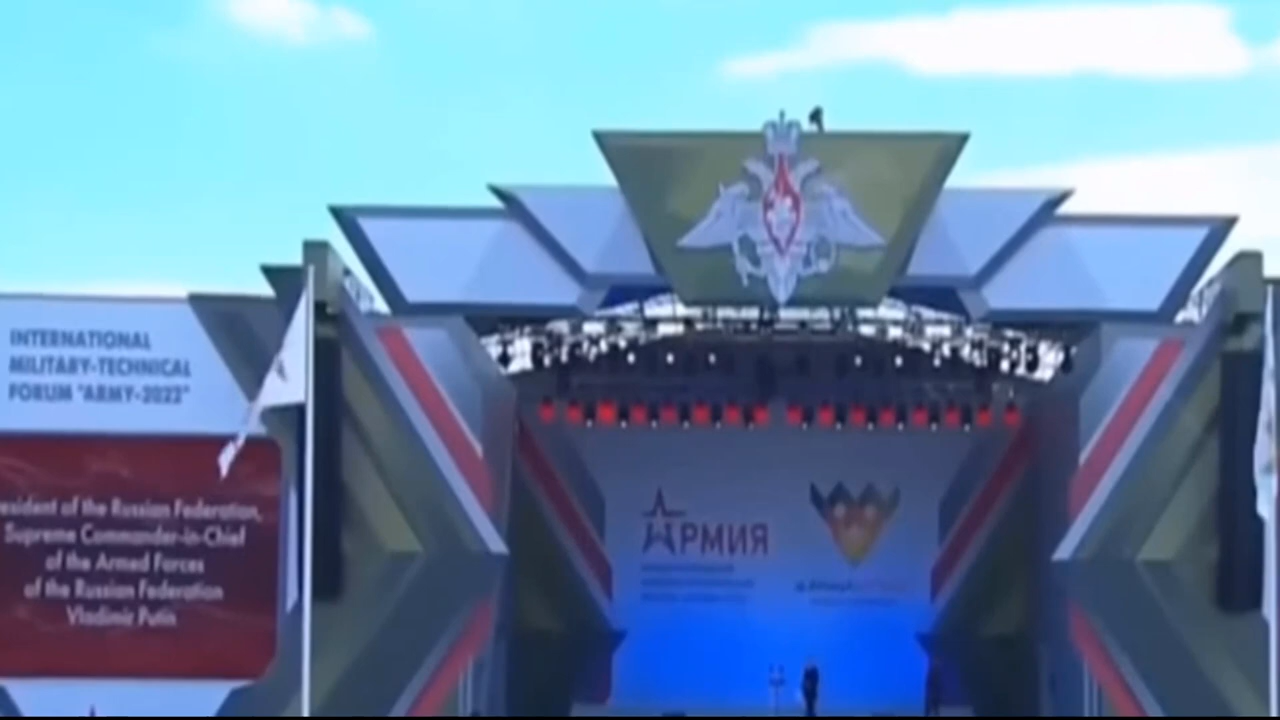 INTERNATIONAL
MILITARY-TECHNICAL
FORUM "ARMY-2022"
resident of the Russian Federation,
Supreme Commander-in-Chief
of the Armed Forces
of the Russian Federation
Vladimir Putin
АРМИЯ